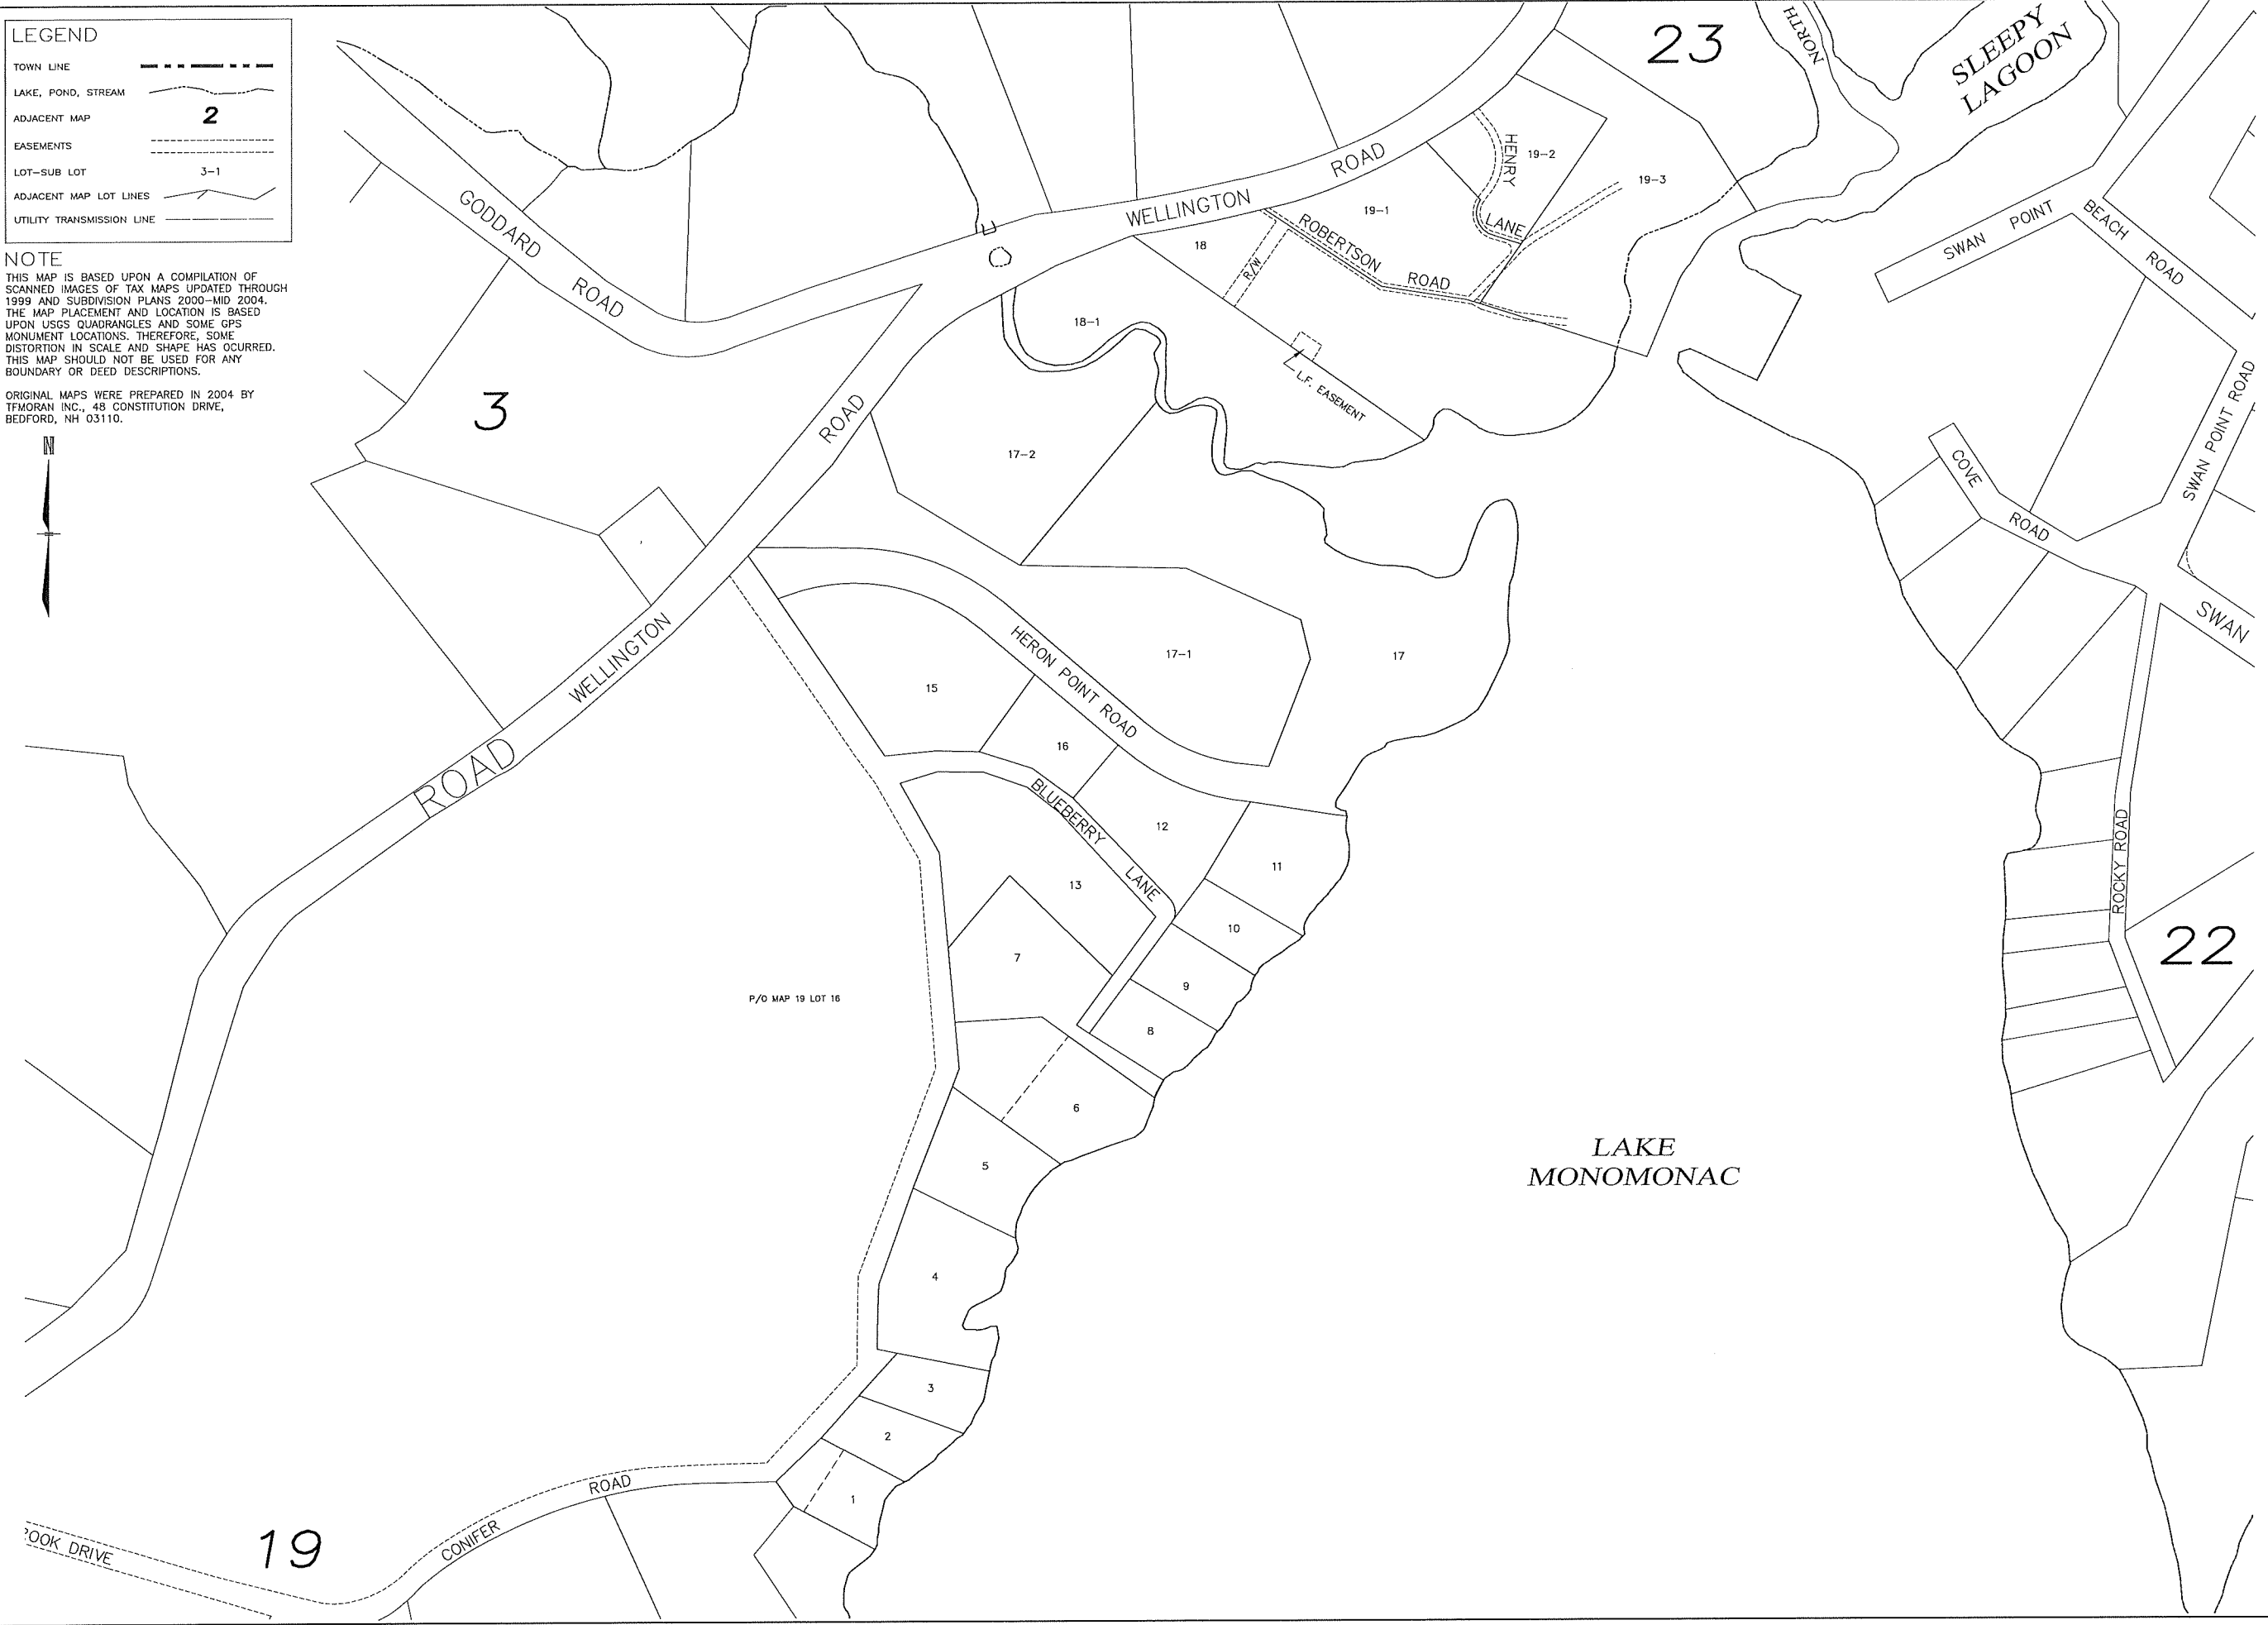 LEGEND
TOWN LINE
LAKE, POND, STREAM
ADJACENT MAP 2
EASEMENTS
LOT-SUB LOT 3-1
ADJACENT MAP LOT LINES
UTILITY TRANSMISSION LINE
NOTE
THIS MAP IS BASED UPON A COMPILATION OF
SCANNED IMAGES OF TAX MAPS UPDATED THROUGH
1999 AND SUBDIVISION PLANS 2000-MID 2004.
THE MAP PLACEMENT AND LOCATION IS BASED
UPON USGS QUADRANGLES AND SOME GPS
MONUMENT LOCATIONS. THEREFORE, SOME
DISTORTION IN SCALE AND SHAPE HAS OCURRED.
THIS MAP SHOULD NOT BE USED FOR ANY
BOUNDARY OR DEED DESCRIPTIONS.
ORIGINAL MAPS WERE PREPARED IN 2004 BY
TFMORAN INC., 48 CONSTITUTION DRIVE,
BEDFORD, NH 03110.
N
23
NORTH
SLEEPY
LAGOON
GODDARD
ROAD
WELLINGTON
ROAD
HENRY
LANE
19-2
19-3
19-1
18
R/W
ROBERTSON
ROAD
18-1
L.F. EASEMENT
SWAN POINT
BEACH
ROAD
SWAN POINT ROAD
COVE
ROAD
SWAN
3
ROAD
17-2
WELLINGTON
ROAD
HERON POINT ROAD
17-1
17
15
16
BLUEBERRY
LANE
12
11
13
10
7
9
8
P/O MAP 19 LOT 16
6
5
4
3
2
1
ROCKY ROAD
22
LAKE
MONOMONAC
CONIFER
ROAD
19
OOK DRIVE